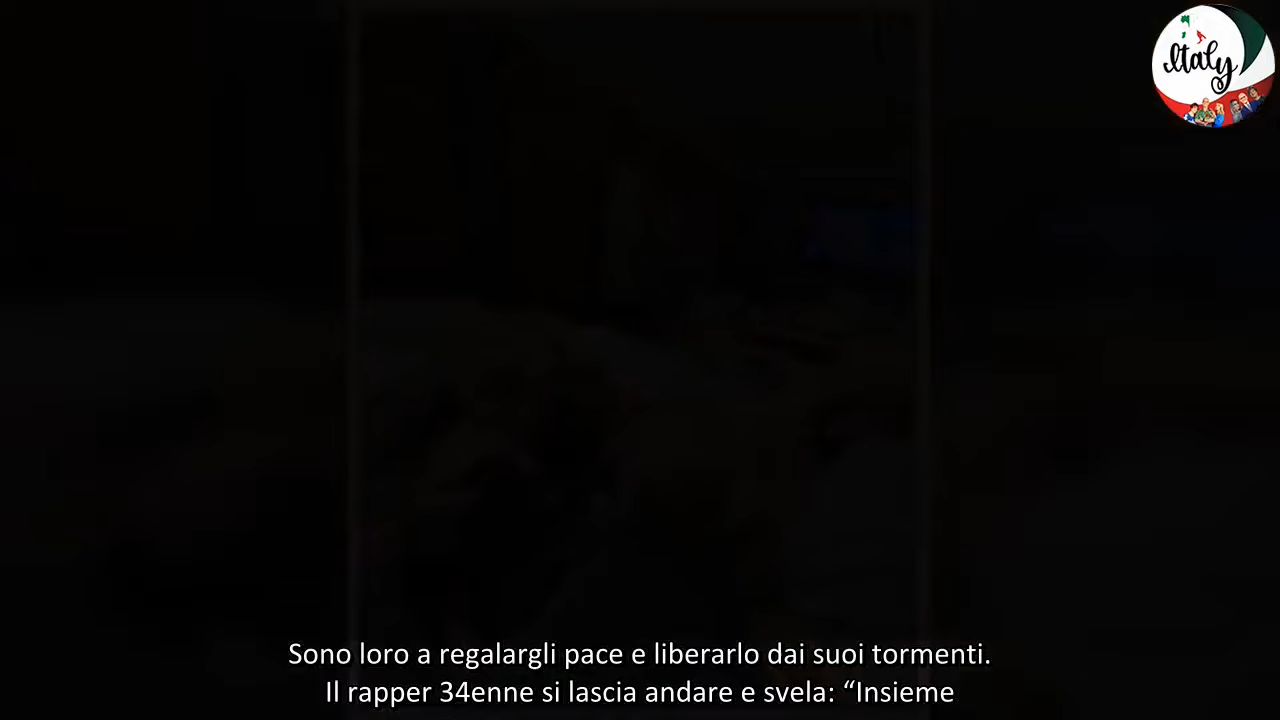 Italy
Sono loro a regalargli pace e liberarlo dai suoi tormenti.
Il rapper 34enne si lascia andare e svela: “Insieme